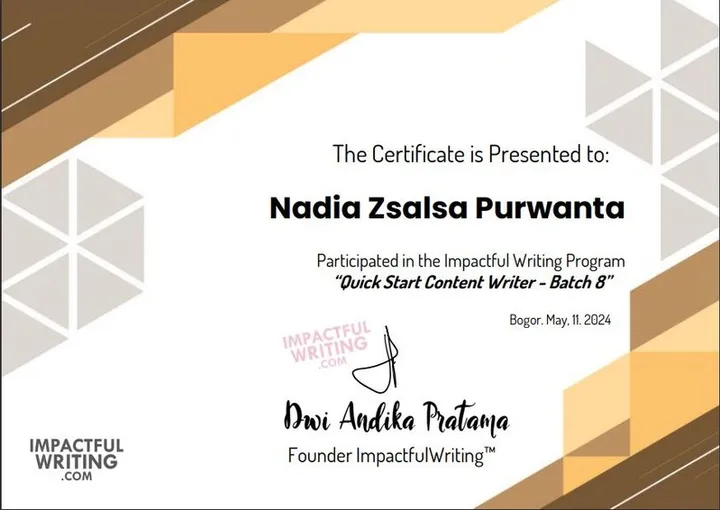 The Certificate is Presented to:
Nadia Zsalsa Purwanta
Participated in the Impactful Writing Program
“Quick Start Content Writer - Batch 8”
Bogor. May, 11. 2024
IMPACTFUL
WRITING
.COM
Dwi Andika Pratama
Founder ImpactfulWriting™
IMPACTFUL
WRITING
.COM